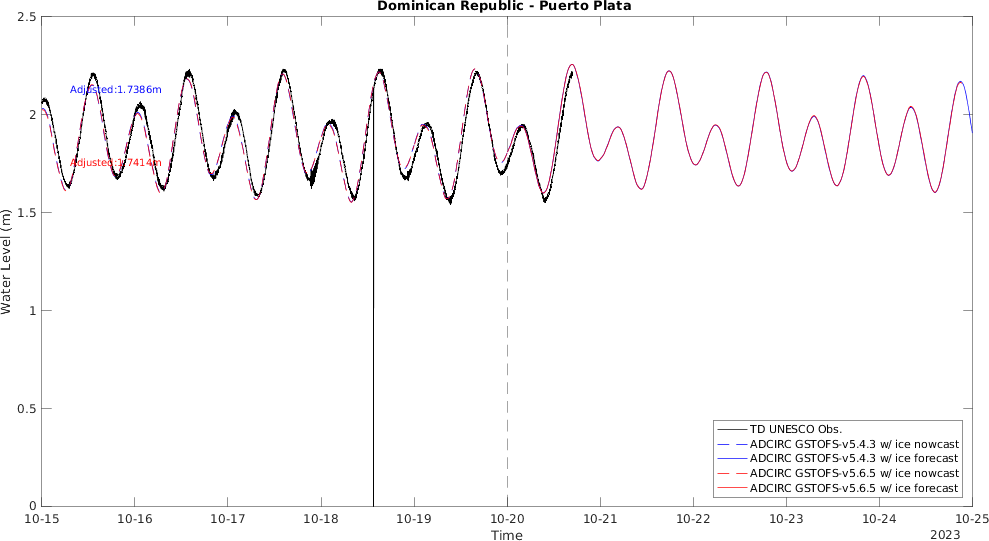 Dominican Republic - Puerto Plata
2.5
2
1.5
1
0.5
0
Water Level (m)
Adjusted:1.7386m
Adjusted:1.7414m
TD UNESCO Obs.
ADCIRC GSTOFS-v5.4.3 w/ ice nowcast
ADCIRC GSTOFS-v5.4.3 w/ ice forecast
ADCIRC GSTOFS-v5.6.5 w/ ice nowcast
ADCIRC GSTOFS-v5.6.5 w/ ice forecast
10-15 10-16 10-17 10-18 10-19 10-20 10-21 10-22 10-23 10-24 10-25
Time
2023